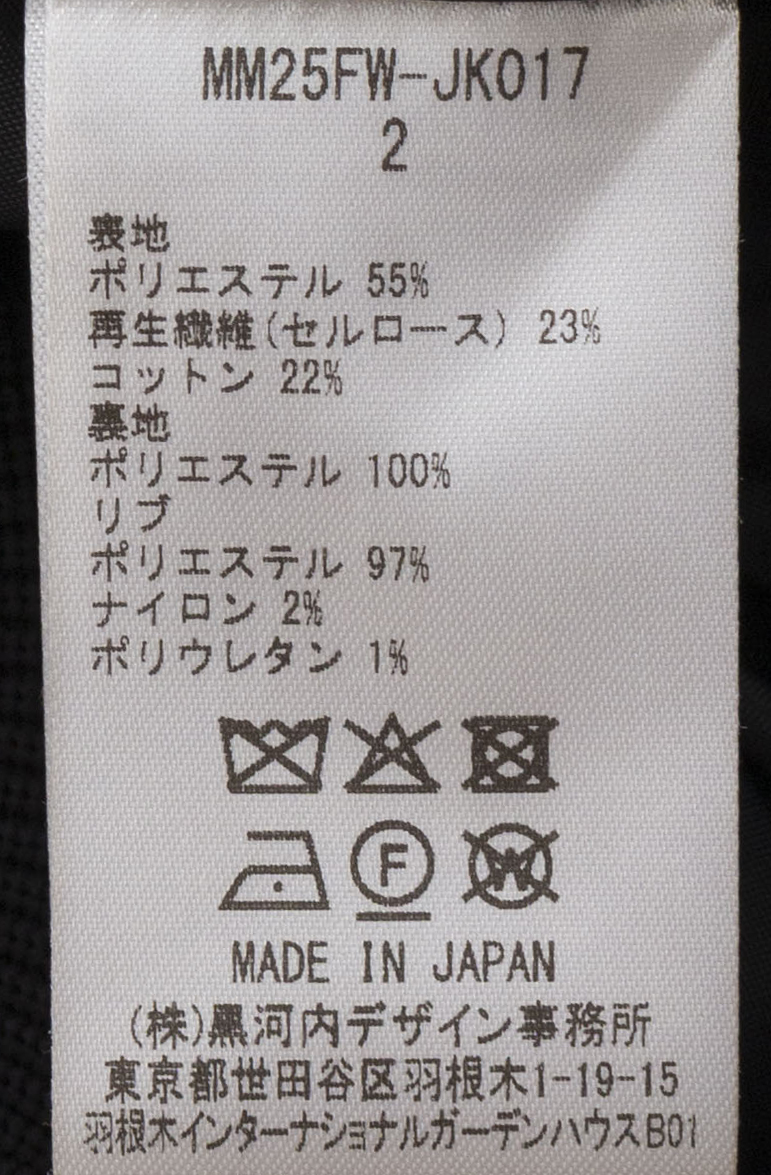 MM25FW-JK017
2
表地
ポリエステル 55%
再生繊維(セルロース) 23%
コットン 22%
裏地
ポリエステル 100%
リブ
ポリエステル 97%
ナイロン 2%
ポリウレタン 1%
F
W
MADE IN JAPAN
(株)黒河内デザイン事務所
東京都世田谷区羽根木1-19-15
羽根木インターナショナルガーデンハウスB01